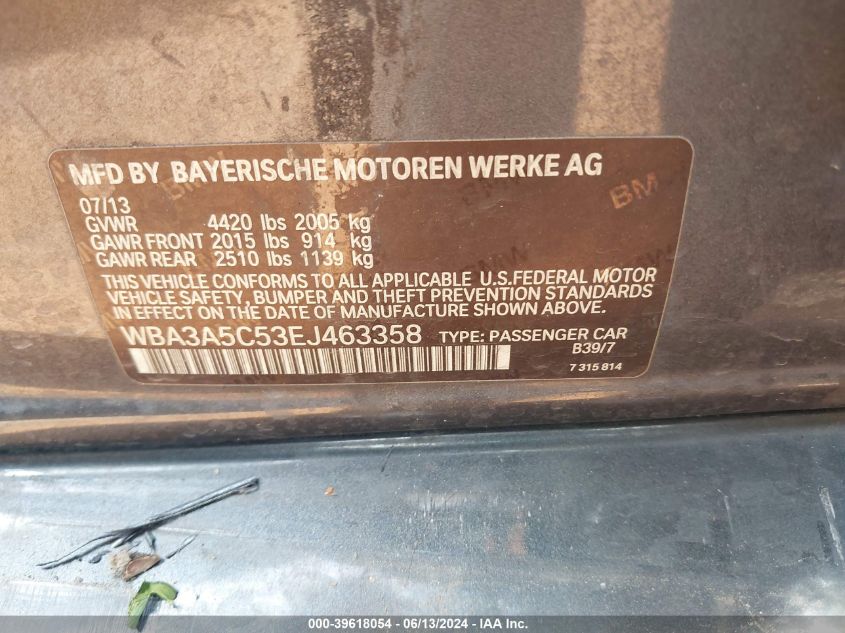 MFD BY BAYERISCHE MOTOREN WERKE AG
07/13
GVWR 4420 lbs 2005 kg
GAWR FRONT 2015 lbs 914 kg
GAWR REAR 2510 lbs 1139 kg
THIS VEHICLE CONFORMS TO ALL APPLICABLE U.S.FEDERAL MOTOR
VEHICLE SAFETY, BUMPER AND THEFT PREVENTION STANDARDS
IN EFFECT ON THE DATE OF MANUFACTURE SHOWN ABOVE.
WBA3A5C53EJ463358 TYPE: PASSENGER CAR
B39/7
7 315 814
000-39618054 - 06/13/2024 - IAA Inc.